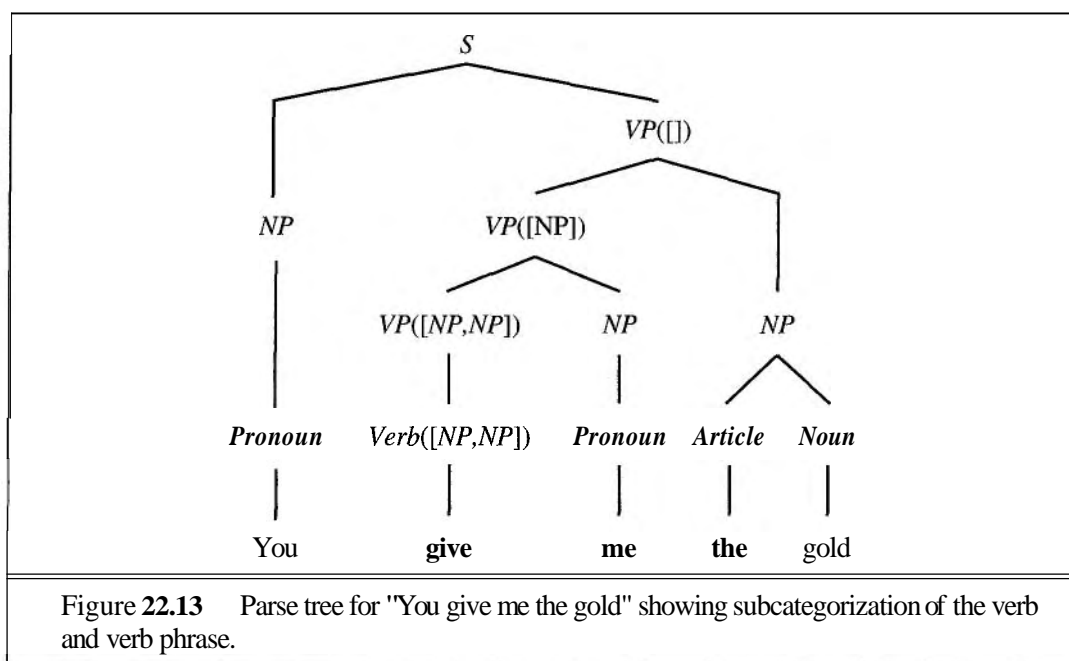 S
VP([])
NP VP([NP])
VP([NP,NP]) NP NP
Pronoun Verb([NP,NP]) Pronoun Article Noun
You give me the gold
Figure 22.13 Parse tree for "You give me the gold" showing subcategorization of the verb
and verb phrase.